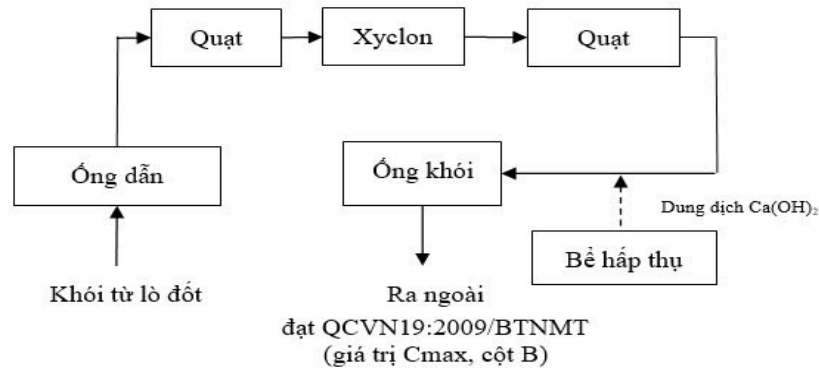 Quạt
Xyclon
Quạt
Ống dẫn
Ống khói
Dung dịch Ca(OH)₂
Bể hấp thụ
Khói từ lò đốt
Ra ngoài
đạt QCVN19:2009/BTNMT
(giá trị Cmax, cột B)